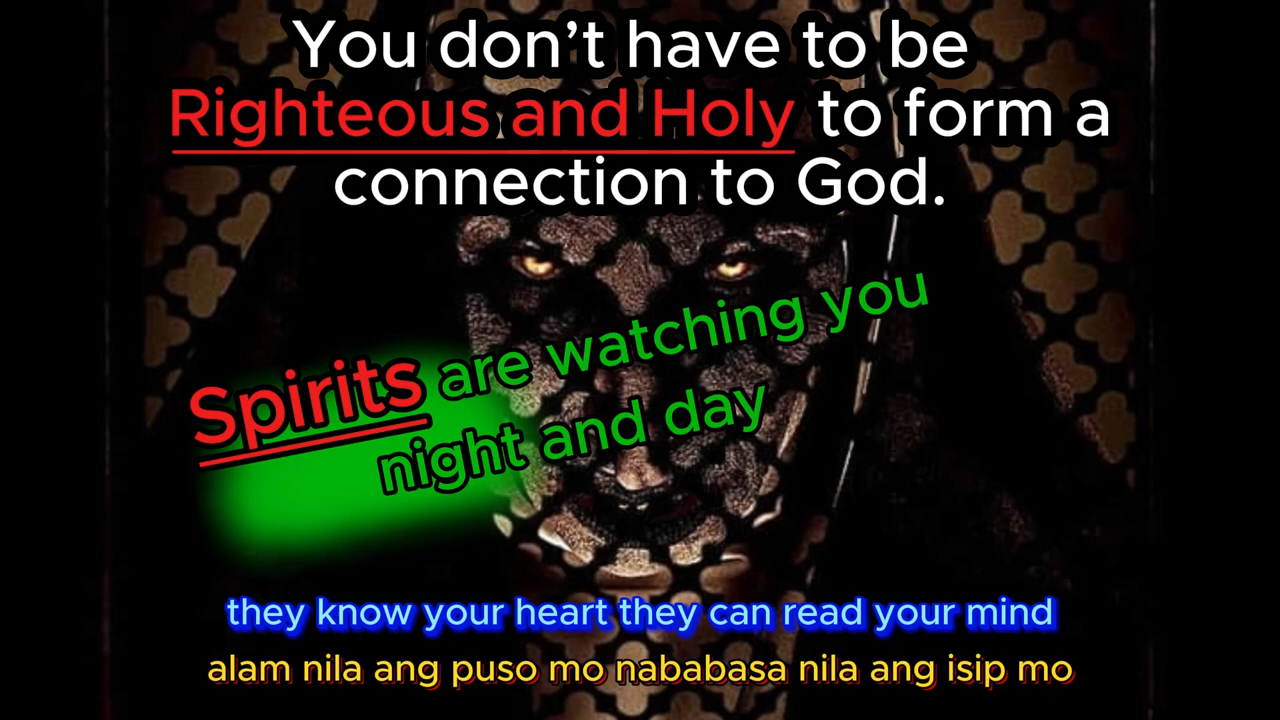 You don’t have to be
Righteous and Holy to form a
connection to God.
Spirits are watching you
night and day
they know your heart they can read your mind
alam nila ang puso mo nababasa nila ang isip mo